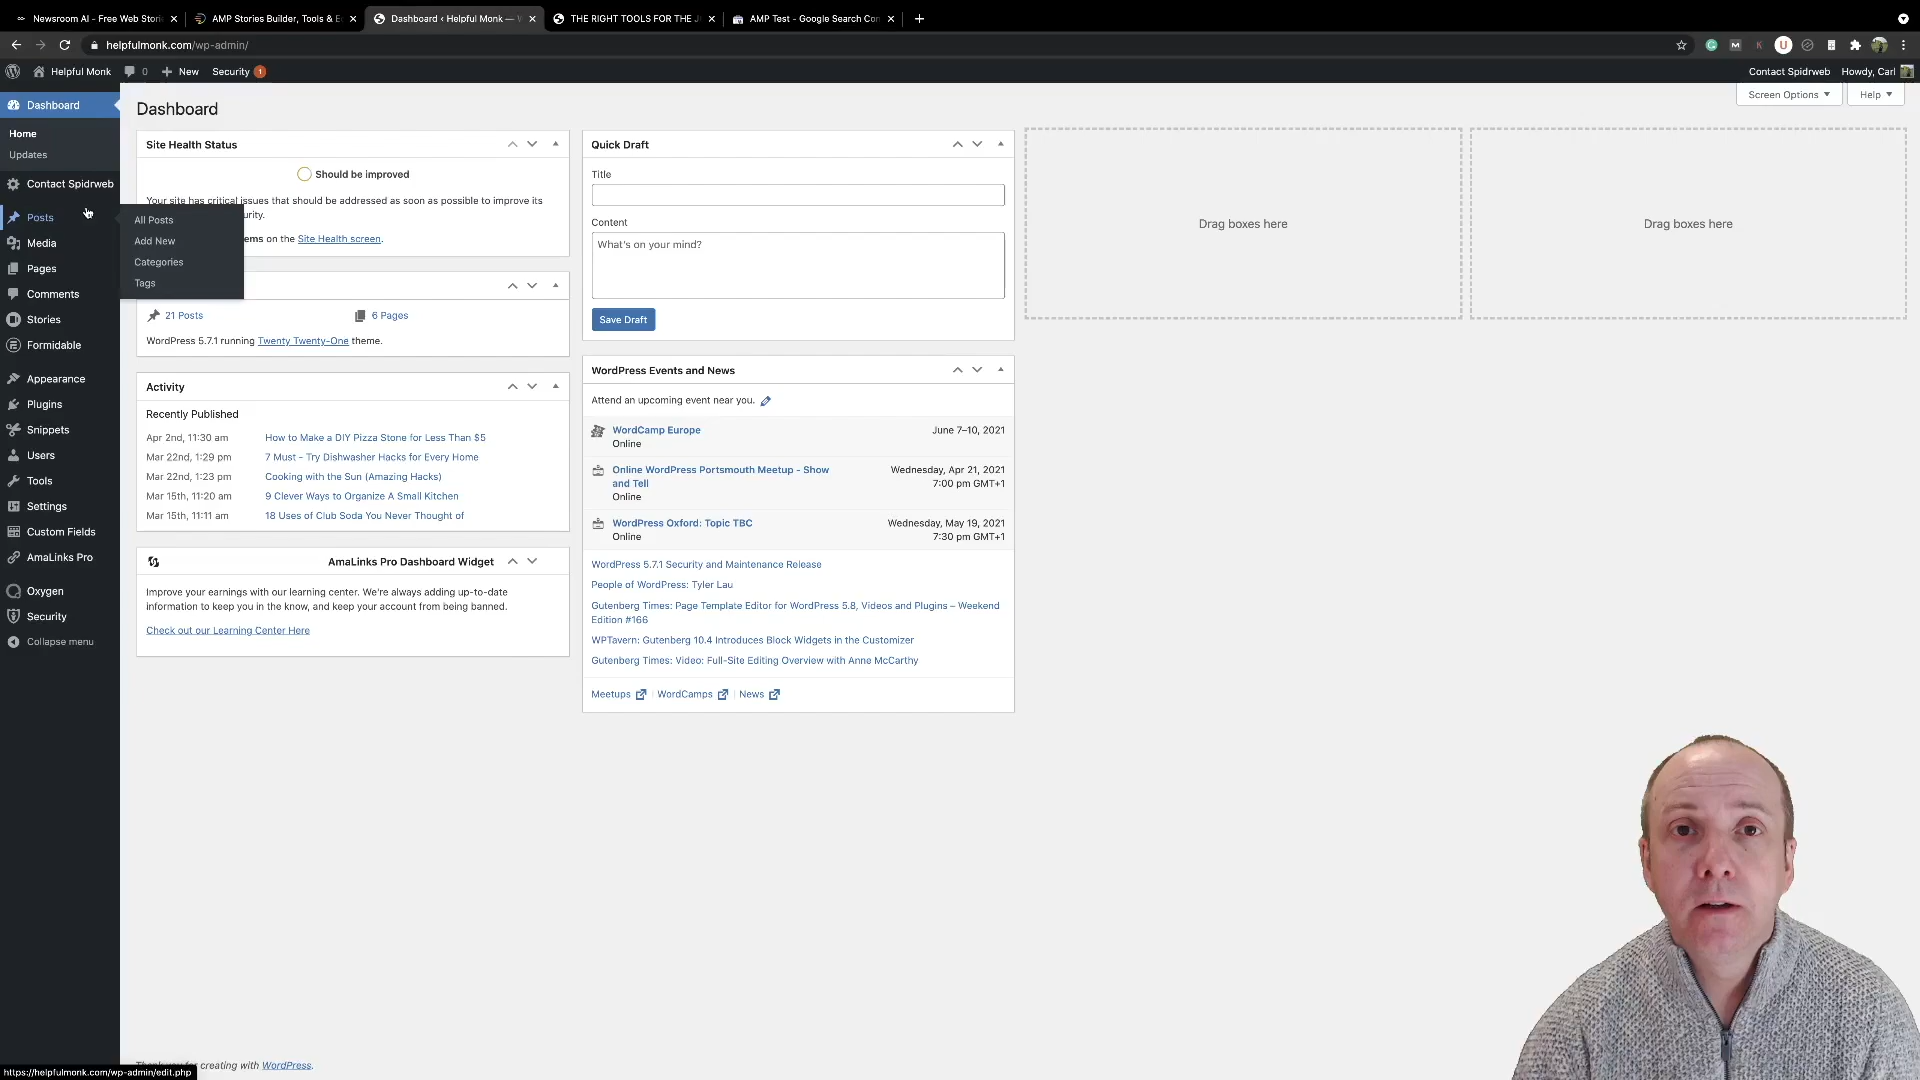 Newsroom AI - Free Web Stori
AMP Stories Builder, Tools & E
Dashboard ‹ Helpful Monk —
THE RIGHT TOOLS FOR THE J
AMP Test - Google Search Con
helpfulmonk.com/wp-admin/
Helpful Monk
0
New
Security
1
Contact Spidrweb
Howdy, Carl
Dashboard
Home
Updates
Contact Spidrweb
Posts
Media
Pages
Comments
Stories
Formidable
Appearance
Plugins
Snippets
Users
Tools
Settings
Custom Fields
AmaLinks Pro
Oxygen
Security
Collapse menu
All Posts
Add New
Categories
Tags
Dashboard
Screen Options
Help
Site Health Status
Should be improved
Your site has critical issues that should be addressed as soon as possible to improve its
urity.
ems on the Site Health screen.
21 Posts
6 Pages
WordPress 5.7.1 running Twenty Twenty-One theme.
Activity
Recently Published
Apr 2nd, 11:30 am How to Make a DIY Pizza Stone for Less Than $5
Mar 22nd, 1:29 pm 7 Must - Try Dishwasher Hacks for Every Home
Mar 22nd, 1:23 pm Cooking with the Sun (Amazing Hacks)
Mar 15th, 11:20 am 9 Clever Ways to Organize A Small Kitchen
Mar 15th, 11:11 am 18 Uses of Club Soda You Never Thought of
AmaLinks Pro Dashboard Widget
Improve your earnings with our learning center. We're always adding up-to-date
information to keep you in the know, and keep your account from being banned.
Check out our Learning Center Here
Quick Draft
Title
Content
What's on your mind?
Save Draft
WordPress Events and News
Attend an upcoming event near you.
WordCamp Europe June 7–10, 2021
Online
Online WordPress Portsmouth Meetup - Show Wednesday, Apr 21, 2021
and Tell 7:00 pm GMT+1
Online
WordPress Oxford: Topic TBC Wednesday, May 19, 2021
Online 7:30 pm GMT+1
WordPress 5.7.1 Security and Maintenance Release
People of WordPress: Tyler Lau
Gutenberg Times: Page Template Editor for WordPress 5.8, Videos and Plugins – Weekend
Edition #166
WPTavern: Gutenberg 10.4 Introduces Block Widgets in the Customizer
Gutenberg Times: Video: Full-Site Editing Overview with Anne McCarthy
Meetups | WordCamps | News
Drag boxes here
Drag boxes here
creating with WordPress.
https://helpfulmonk.com/wp-admin/edit.php